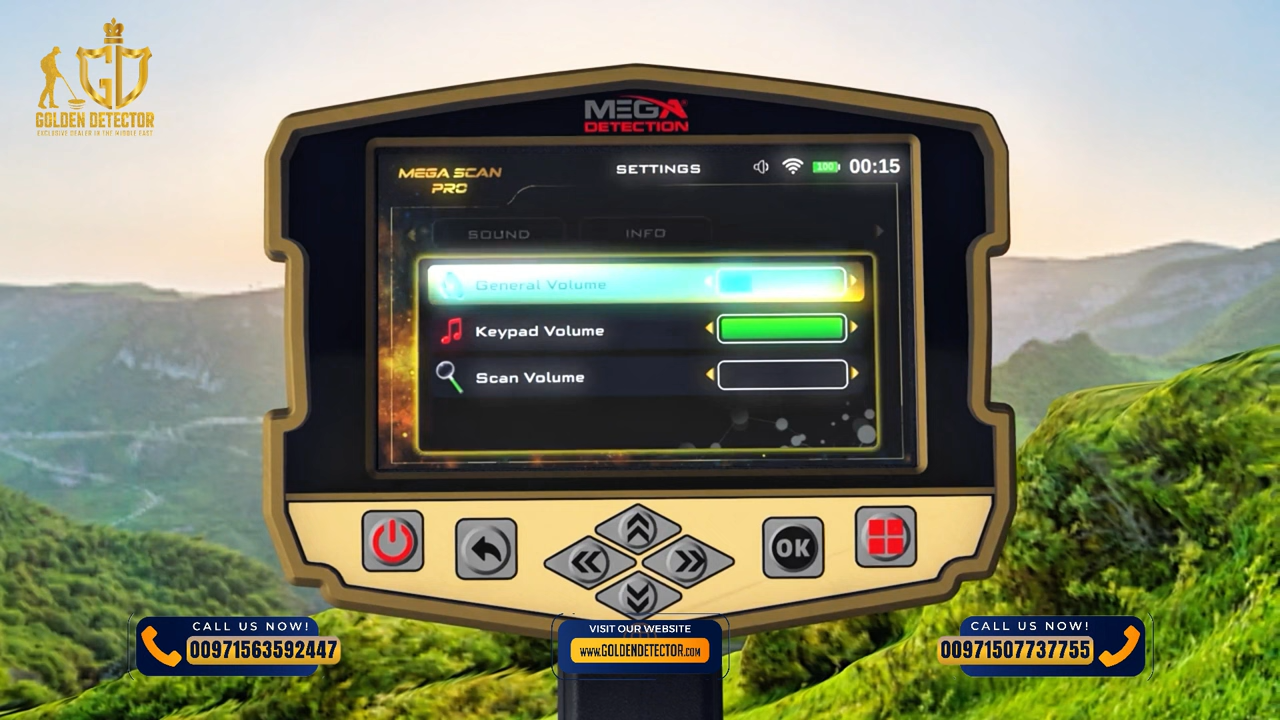 GD
GOLDEN DETECTOR
EXCLUSIVE DEALER IN THE MIDDLE EAST
MEGA
DETECTION
MEGA SCAN
PRO
SETTINGS
100
00:15
SOUND
INFO
General Volume
Keypad Volume
Scan Volume
OK
CALL US NOW!
00971563592447
VISIT OUR WEBSITE
WWW.GOLDENDETECTOR.COM
CALL US NOW!
00971507737755